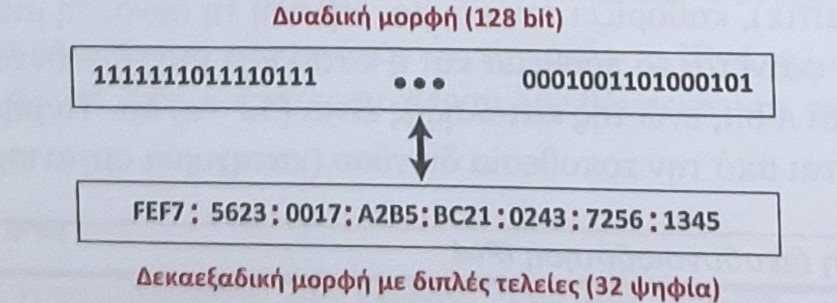 Δυαδική μορφή (128 bit)
1111111011110111 ••• 0001001101000101
FEF7: 5623:0017:A2B5:BC21:0243:7256:1345
Δεκαεξαδική μορφή με διπλές τελείες (32 ψηφία)